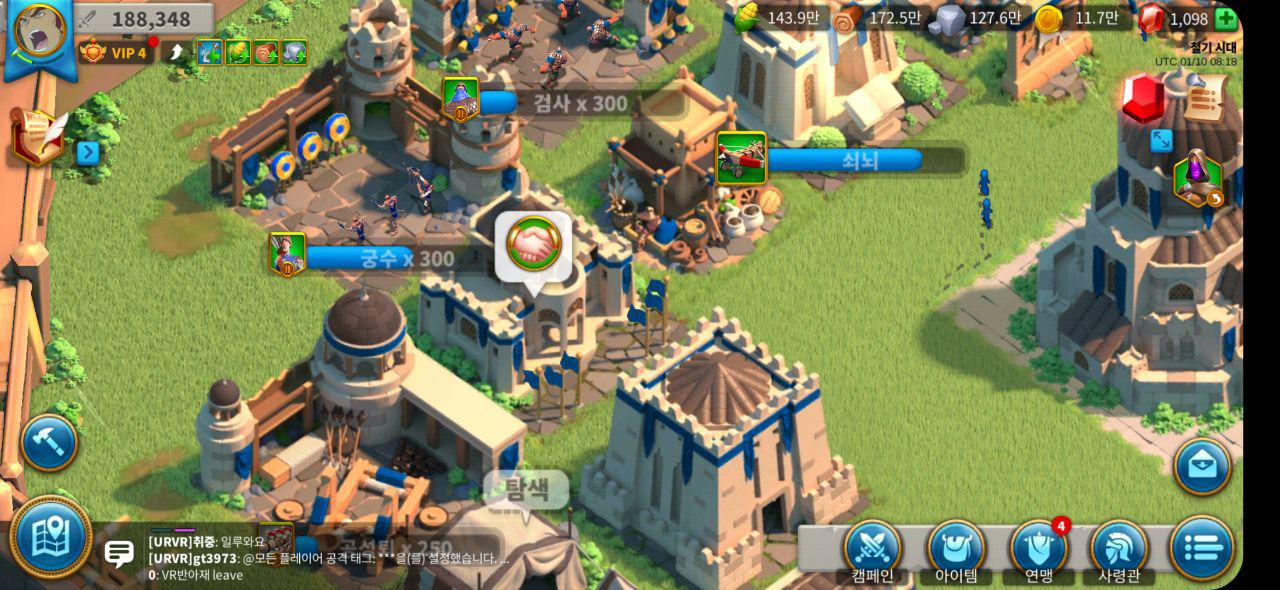 188,348
143.9만
172.5만
127.6만
11.7만
1,098
VIP 4
철기 시대
UTC 01/10 08:18
검사 x 300
쇠뇌
궁수 x 300
탐색
[URVR]취중: 일루와요
[URVR]gt3973: @모든 플레이어 공격 태그: ***을(를) 설정했습니다. ...
0: VR반아재 leave
x 250
4
캠페인
아이템
연맹
사령관